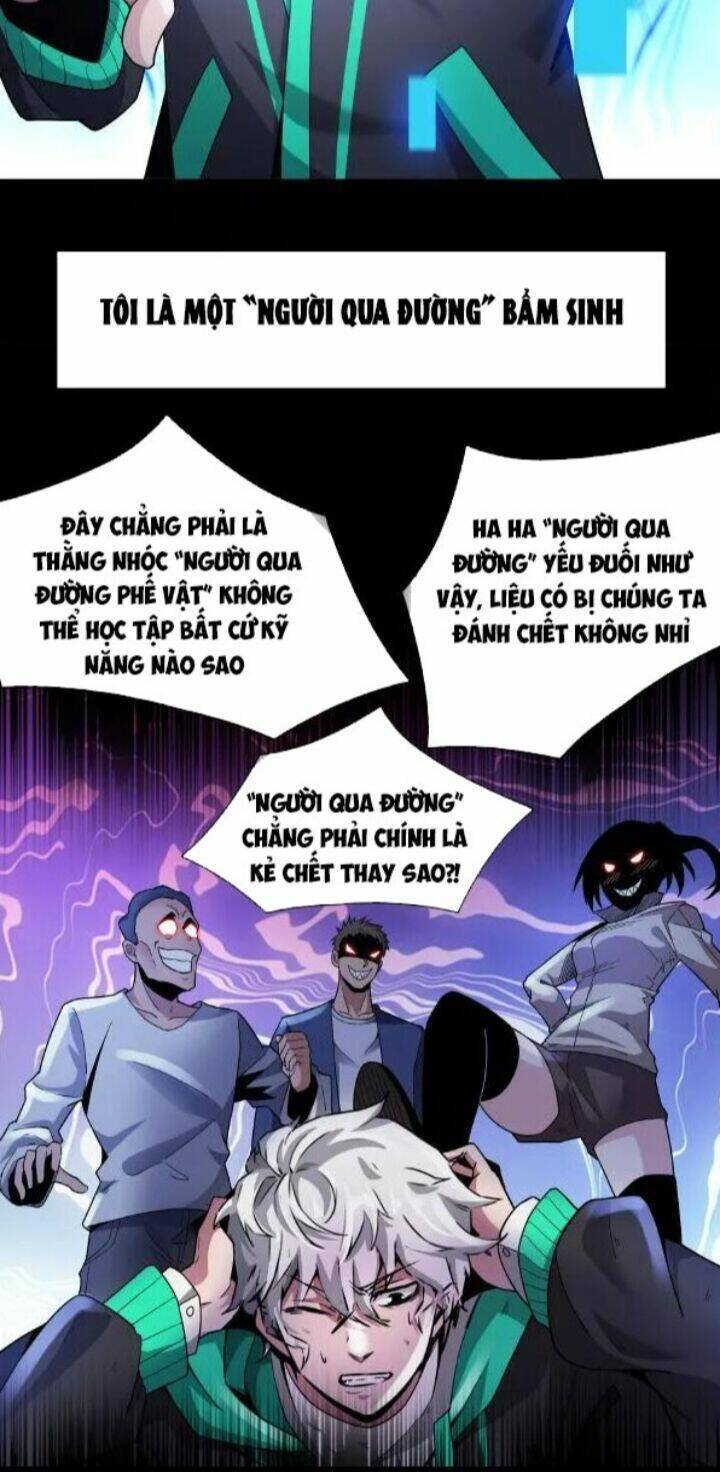 TÔI LÀ MỘT "NGƯỜI QUA ĐƯỜNG" BẨM SINH
ĐÂY CHẲNG PHẢI LÀ
THẰNG NHÓC "NGƯỜI QUA
ĐƯỜNG PHẾ VẬT" KHÔNG
THỂ HỌC TẬP BẤT CỨ KỸ
NĂNG NÀO SAO
HA HA "NGƯỜI QUA
ĐƯỜNG" YẾU ĐUỐI NHƯ
VẬY, LIỆU CÓ BỊ CHÚNG TA
ĐÁNH CHẾT KHÔNG NHỈ
"NGƯỜI QUA ĐƯỜNG"
CHẲNG PHẢI CHÍNH LÀ
KẺ CHẾT THAY SAO?!